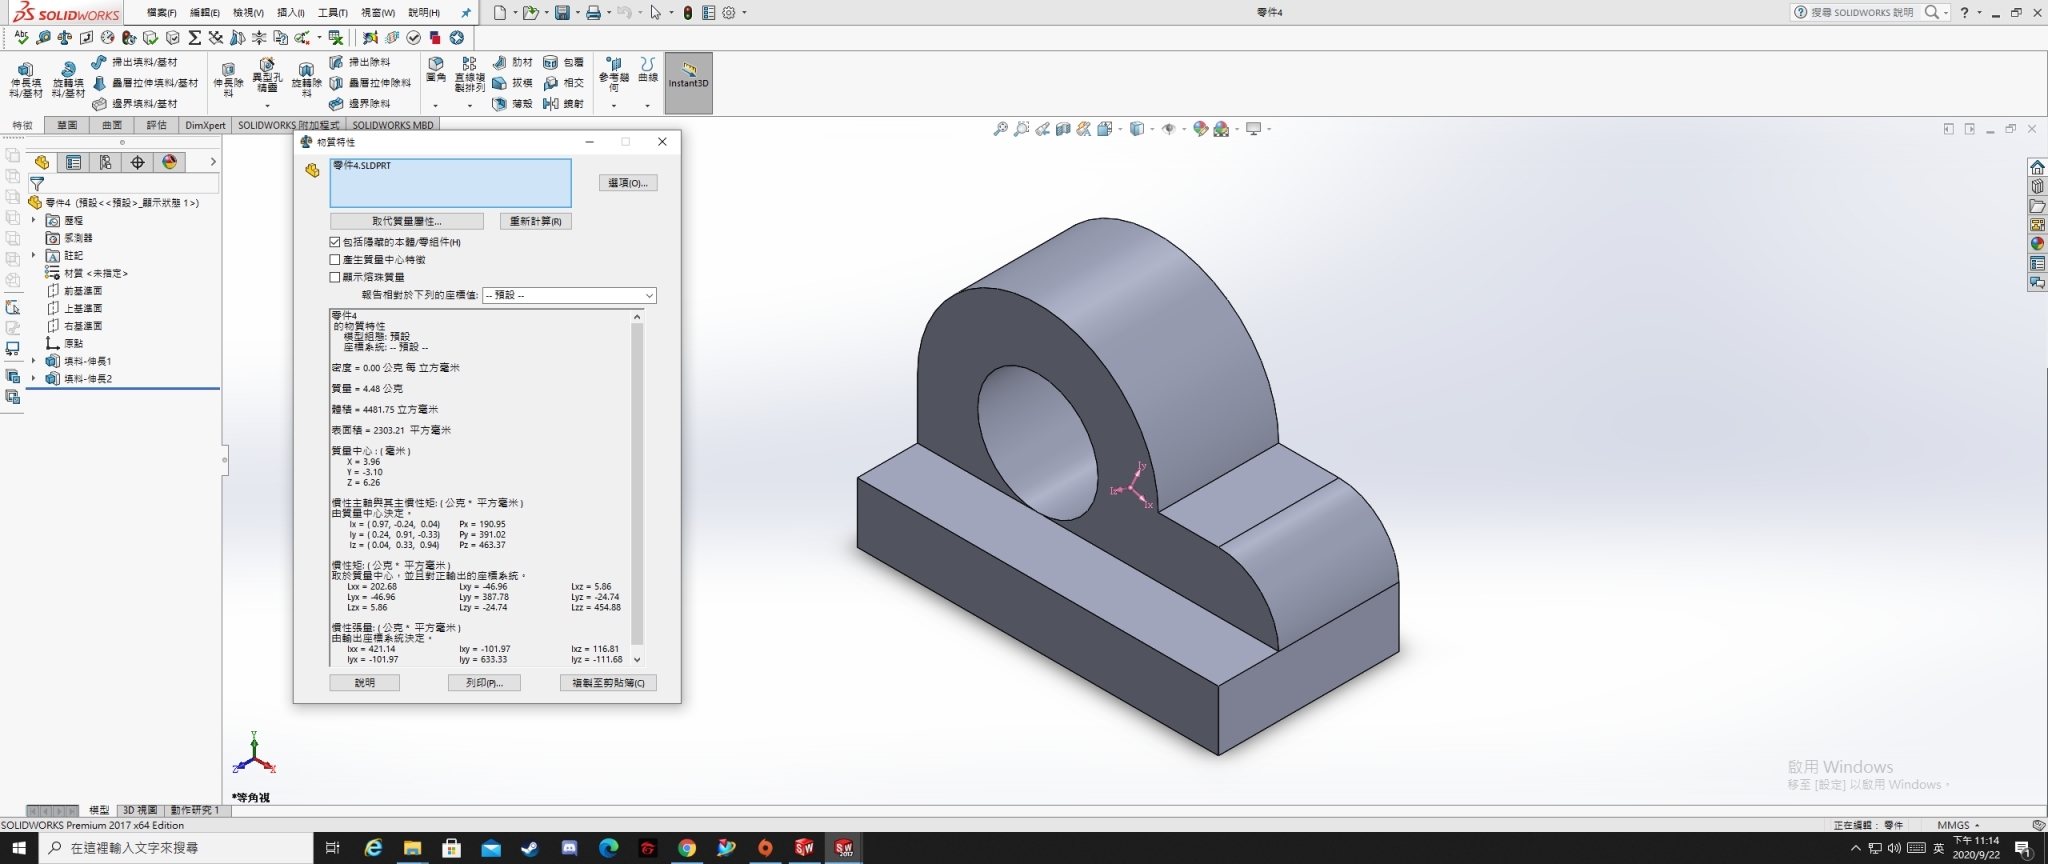 SOLIDWORKS
檔案(F) 編輯(E) 檢視(V) 插入(I) 工具(T) 視窗(W) 說明(H)
零件4
搜尋 SOLIDWORKS 說明
伸長填料/基材
旋轉填料/基材
掃出填料/基材
疊層拉伸填料/基材
邊界填料/基材
伸長除料
異型孔精靈
旋轉除料
掃出除料
疊層拉伸除料
邊界除料
圓角
直線複製排列
肋材
拔模
薄殼
包覆
相交
鏡射
參考幾何
曲線
Instant3D
特徵 草圖 曲面 評估 DimXpert SOLIDWORKS 附加程式 SOLIDWORKS MBD
零件4 (預設<<預設>_顯示狀態 1>)
歷程
感測器
註記
材質 <未指定>
前基準面
上基準面
右基準面
原點
填料-伸長1
填料-伸長2
物質特性
零件4.SLDPRT
選項(O)...
取代質量屬性...
重新計算(R)
包括隱藏的本體/零組件(H)
產生質量中心特徵
顯示熔珠質量
報告相對於下列的座標值: -- 預設 --
零件4
的物質特性
模型組態: 預設
座標系統: -- 預設 --
密度 = 0.00 公克 每 立方毫米
質量 = 4.48 公克
體積 = 4481.75 立方毫米
表面積 = 2303.21 平方毫米
質量中心 : ( 毫米 )
X = 3.96
Y = -3.10
Z = 6.26
慣性主軸與其主慣性矩: ( 公克 * 平方毫米 )
由質量中心決定。
Ix = ( 0.97, -0.24, 0.04) Px = 190.95
Iy = ( 0.24, 0.91, -0.33) Py = 391.02
Iz = ( 0.04, 0.33, 0.94) Pz = 463.37
慣性矩: ( 公克 * 平方毫米 )
取於質量中心，並且對正輸出的座標系統。
Lxx = 202.68 Lxy = -46.96 Lxz = 5.86
Lyx = -46.96 Lyy = 387.78 Lyz = -24.74
Lzx = 5.86 Lzy = -24.74 Lzz = 454.88
慣性張量: ( 公克 * 平方毫米 )
由輸出座標系統決定。
Ixx = 421.14 Ixy = -101.97 Ixz = 116.81
Iyx = -101.97 Iyy = 633.33 Iyz = -111.68
說明 列印(P)... 複製至剪貼簿(C)
Iy
Iz
Ix
Y
Z X
*等角視
啟用 Windows
移至 [設定] 以啟用 Windows。
模型 3D 視圖 動作研究 1
SOLIDWORKS Premium 2017 x64 Edition
正在編輯： 零件 MMGS
在這裡輸入文字來搜尋
英
下午 11:14
2020/9/22